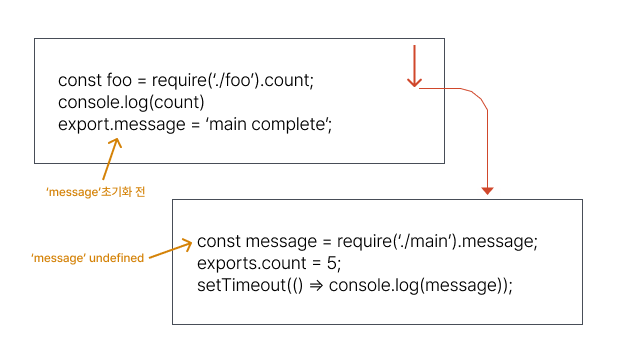 const foo = require(‘./foo’).count;
console.log(count)
export.message = ‘main complete’;
‘message’초기화 전
const message = require(‘./main’).message;
‘message’ undefined
exports.count = 5;
setTimeout(() => console.log(message));